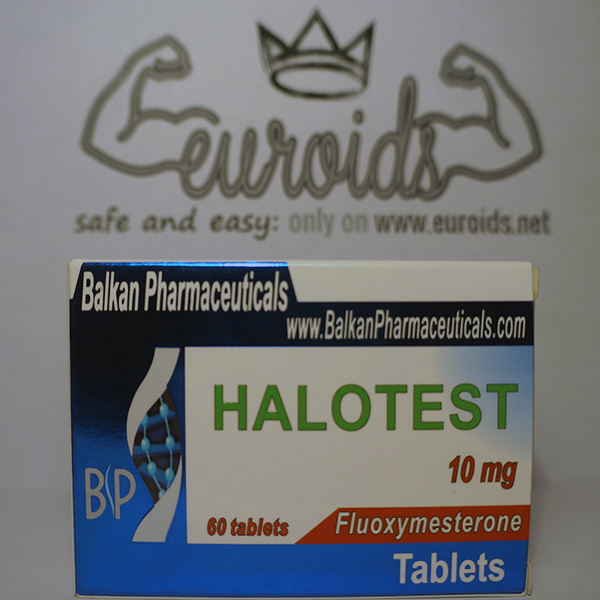 euroids
safe and easy: only on www.euroids.net
Balkan Pharmaceuticals
www.BalkanPharmaceuticals.com
HALOTEST
10 mg
BP
60 tablets
Fluoxymesterone
Tablets